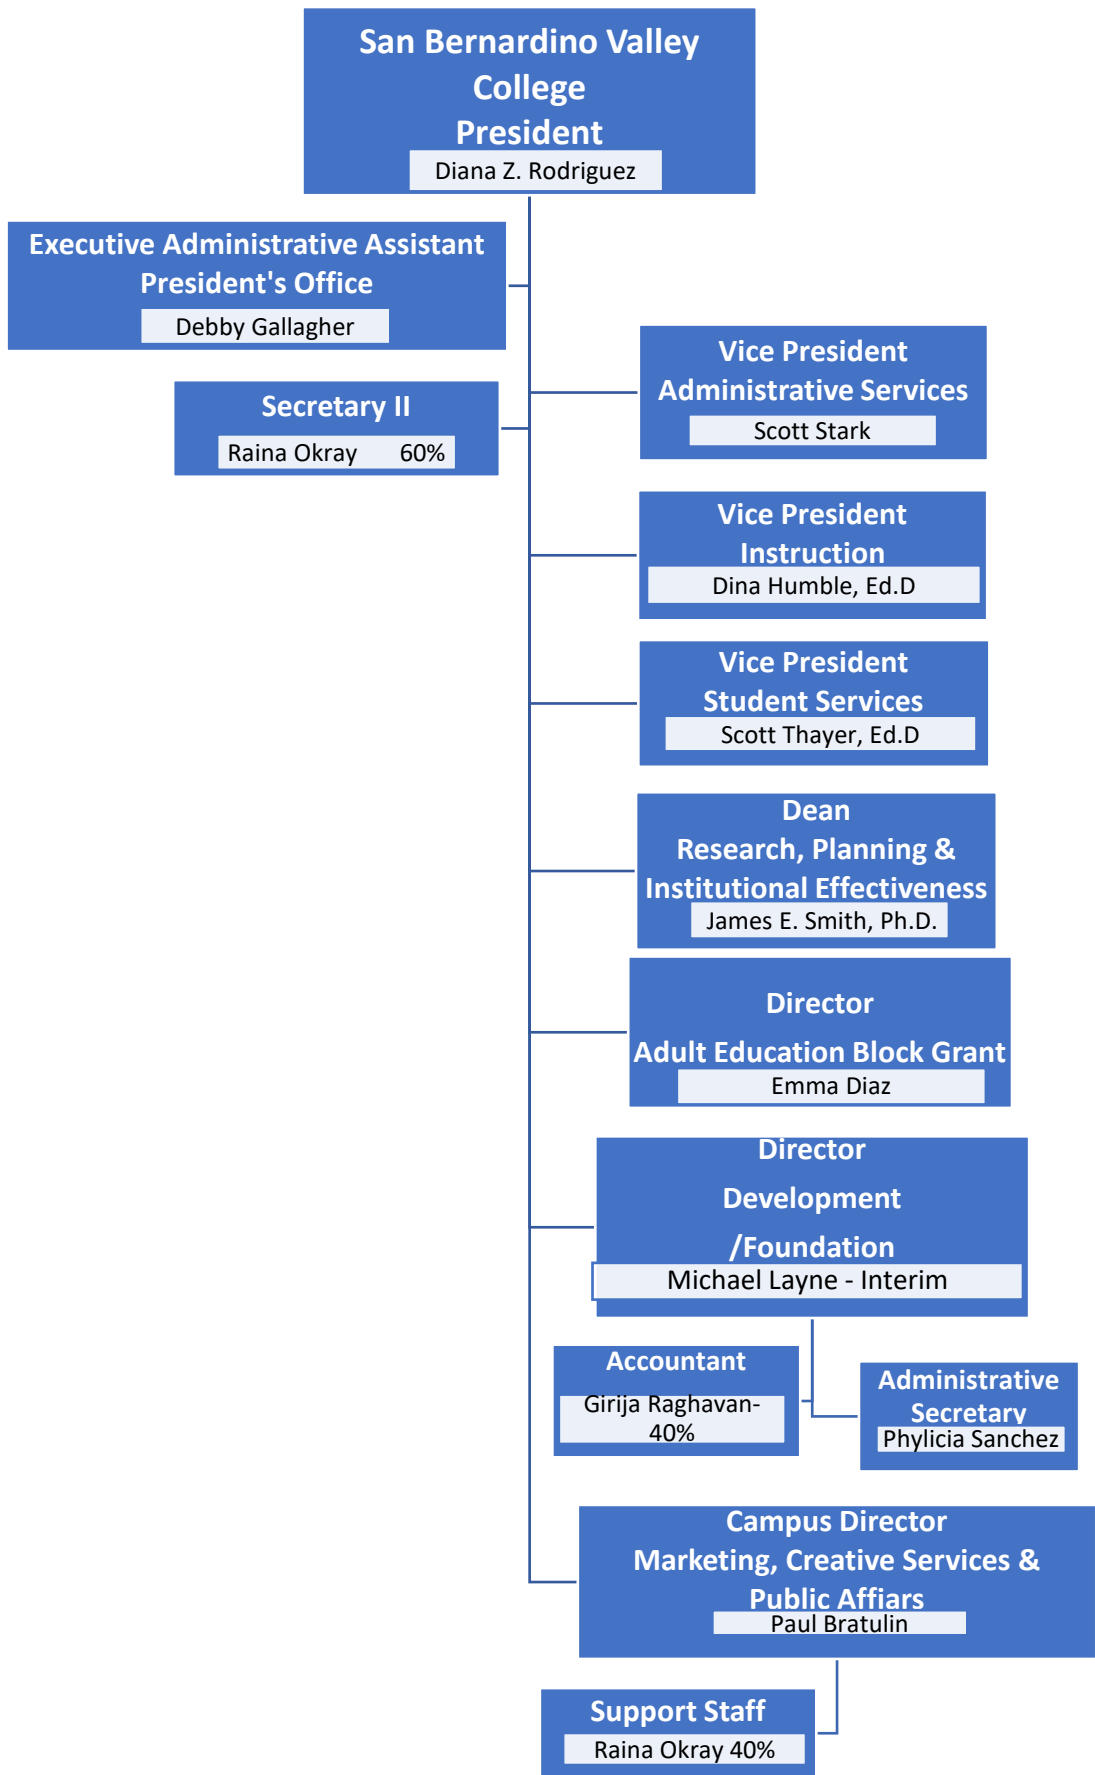 San Bernardino Valley
College
President
Diana Z. Rodriguez
Executive Administrative Assistant
President's Office
Debby Gallagher
Vice President
Administrative Services
Scott Stark
Secretary II
Raina Okray 60%
Vice President
Instruction
Dina Humble, Ed.D
Vice President
Student Services
Scott Thayer, Ed.D
Dean
Research, Planning &
Institutional Effectiveness
James E. Smith, Ph.D.
Director
Adult Education Block Grant
Emma Diaz
Director
Development
/Foundation
Michael Layne - Interim
Accountant
Girija Raghavan-
40%
Administrative
Secretary
Phylicia Sanchez
Campus Director
Marketing, Creative Services &
Public Affiars
Paul Bratulin
Support Staff
Raina Okray 40%